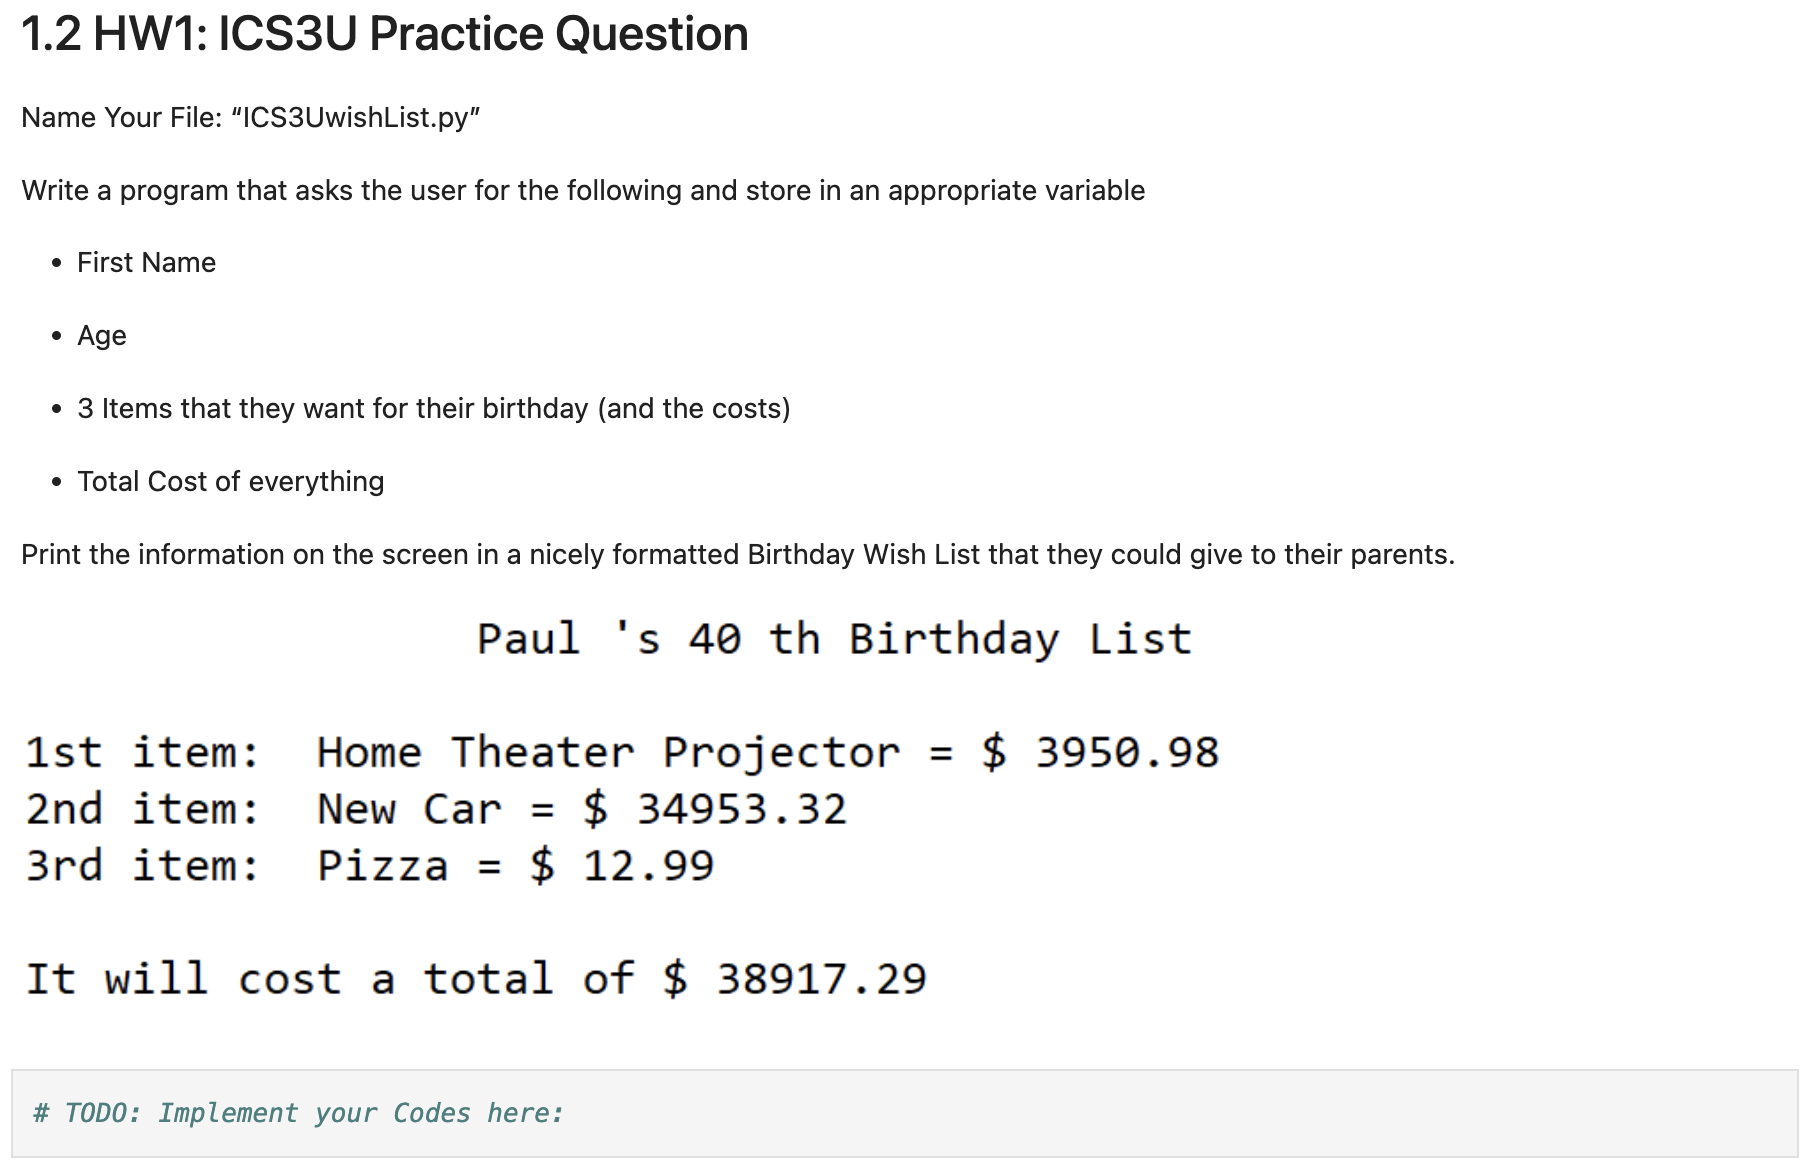 1.2 HW1: ICS3U Practice Question
Name Your File: “ICS3UwishList.py”
Write a program that asks the user for the following and store in an appropriate variable
• First Name
• Age
• 3 Items that they want for their birthday (and the costs)
• Total Cost of everything
Print the information on the screen in a nicely formatted Birthday Wish List that they could give to their parents.
Paul 's 40 th Birthday List
1st item:  Home Theater Projector = $ 3950.98
2nd item:  New Car = $ 34953.32
3rd item:  Pizza = $ 12.99
It will cost a total of $ 38917.29
# TODO: Implement your Codes here: